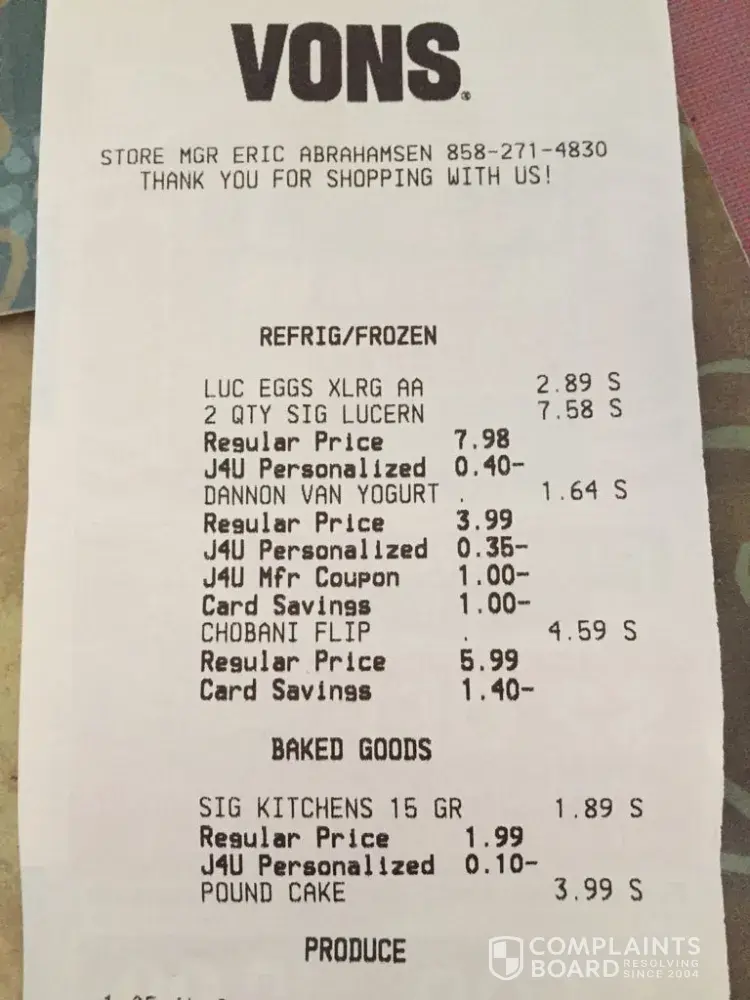 VONS.
STORE MGR ERIC ABRAHAMSEN 858-271-4830
THANK YOU FOR SHOPPING WITH US!
REFRIG/FROZEN
LUC EGGS XLRG AA 2.89 S
2 QTY SIG LUCERN 7.58 S
Regular Price 7.98
J4U Personalized 0.40-
DANNON VAN YOGURT . 1.64 S
Regular Price 3.99
J4U Personalized 0.35-
J4U Mfr Coupon 1.00-
Card Savings 1.00-
CHOBANI FLIP . 4.59 S
Regular Price 5.99
Card Savings 1.40-
BAKED GOODS
SIG KITCHENS 15 GR 1.89 S
Regular Price 1.99
J4U Personalized 0.10-
POUND CAKE 3.99 S
PRODUCE
COMPLAINTS
BOARD RESOLVING SINCE 2004